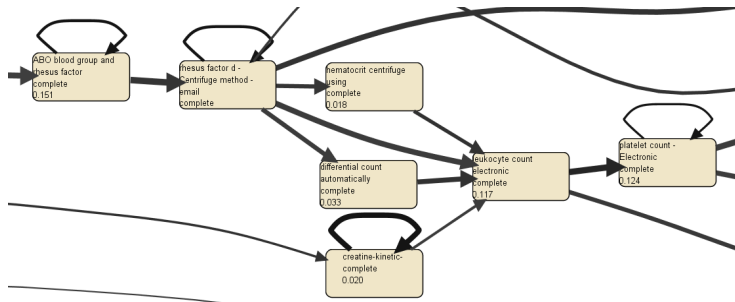 ABO blood group and
rhesus factor
complete
0.151
rhesus factor d -
Centrifuge method -
email
complete
hematocrit centrifuge
using
complete
0.018
differential count
automatically
complete
0.033
leukocyte count
electronic
complete
0.117
platelet count -
Electronic
complete
0.124
creatine-kinetic-
complete
0.020